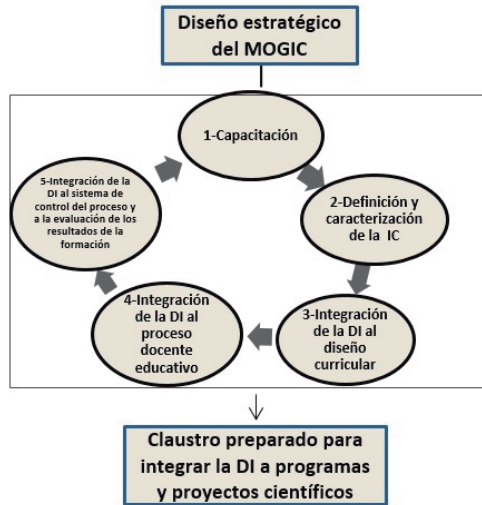 Diseño estratégico
del MOGIC
1-Capacitación
2-Definición y
caracterización
de la IC
3-Integración
de la DI al
diseño
curricular
4-Integración
de la DI al
proceso
docente
educativo
5-Integración de la
DI al sistema de
control del proceso y
a la evaluación de los
resultados de la
formación
Claustro preparado para
integrar la DI a programas
y proyectos científicos